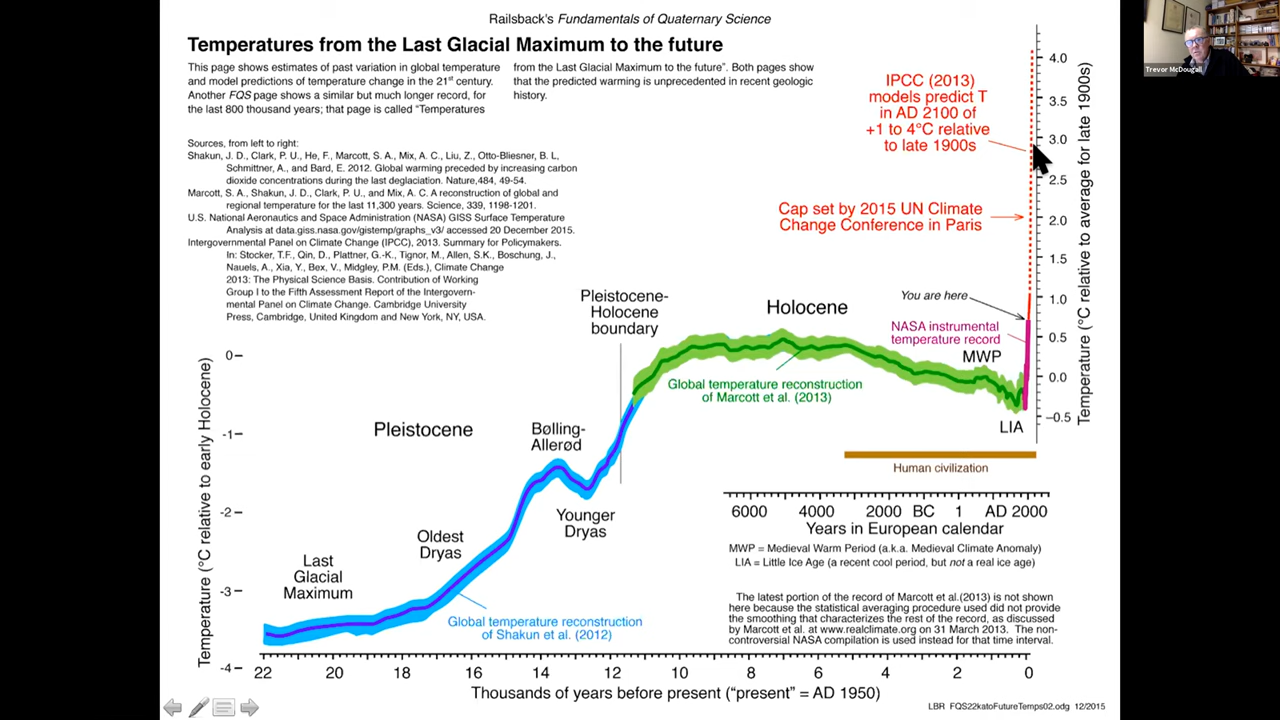 Railsback's Fundamentals of Quaternary Science
Temperatures from the Last Glacial Maximum to the future
This page shows estimates of past variation in global temperature
and model predictions of temperature change in the 21st century.
Another FQS page shows a similar but much longer record, for
the last 800 thousand years; that page is called "Temperatures
from the Last Glacial Maximum to the future". Both pages show
that the predicted warming is unprecedented in recent geologic
history.
Sources, from left to right:
Shakun, J. D., Clark, P. U., He, F., Marcott, S. A., Mix, A. C., Liu, Z., Otto-Bliesner, B. L,
Schmittner, A., and Bard, E. 2012. Global warming preceded by increasing carbon
dioxide concentrations during the last deglaciation. Nature,484, 49-54.
Marcott, S. A., Shakun, J. D., Clark, P. U., and Mix, A. C. A reconstruction of global and
regional temperature for the last 11,300 years. Science, 339, 1198-1201.
U.S. National Aeronautics and Space Administration (NASA) GISS Surface Temperature
Analysis at data.giss.nasa.gov/gistemp/graphs_v3/ accessed 20 December 2015.
Intergovernmental Panel on Climate Change (IPCC), 2013. Summary for Policymakers.
In: Stocker, T.F., Qin, D., Plattner, G.-K., Tignor, M., Allen, S.K., Boschung, J.,
Nauels, A., Xia, Y., Bex, V., Midgley, P.M. (Eds.), Climate Change
2013: The Physical Science Basis. Contribution of Working
Group I to the Fifth Assessment Report of the Intergovern-
mental Panel on Climate Change. Cambridge University
Press, Cambridge, United Kingdom and New York, NY, USA.
IPCC (2013)
models predict T
in AD 2100 of
+1 to 4°C relative
to late 1900s
Cap set by 2015 UN Climate
Change Conference in Paris
You are here
NASA instrumental
temperature record
MWP
LIA
Pleistocene-
Holocene
boundary
Holocene
Global temperature reconstruction
of Marcott et al. (2013)
Pleistocene
Bølling-
Allerød
Younger
Dryas
Oldest
Dryas
Last
Glacial
Maximum
Global temperature reconstruction
of Shakun et al. (2012)
Human civilization
6000 4000 2000 BC 1 AD 2000
Years in European calendar
MWP = Medieval Warm Period (a.k.a. Medieval Climate Anomaly)
LIA = Little Ice Age (a recent cool period, but not a real ice age)
The latest portion of the record of Marcott et al.(2013) is not shown
here because the statistical averaging procedure used did not provide
the smoothing that characterizes the rest of the record, as discussed
by Marcott et al. at www.realclimate.org on 31 March 2013. The non-
controversial NASA compilation is used instead for that time interval.
Temperature (°C relative to early Holocene)
0
-1
-2
-3
-4
Temperature (°C relative to average for late 1900s)
4.0
3.5
3.0
2.5
2.0
1.5
1.0
0.5
0.0
-0.5
22 20 18 16 14 12 10 8 6 4 2 0
Thousands of years before present ("present" = AD 1950)
LBR FQS22katoFutureTemps02.odg 12/2015
Trevor McDougall